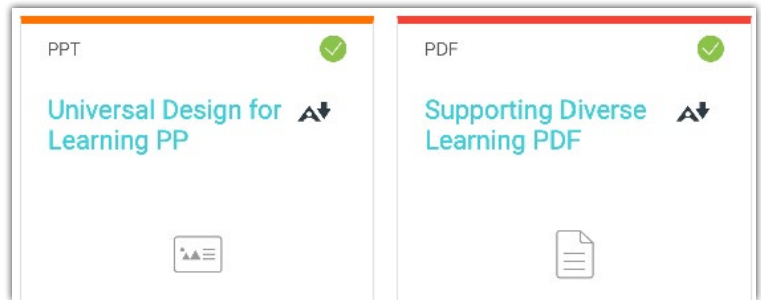 PPT
Universal Design for
Learning PP
PDF
Supporting Diverse
Learning PDF